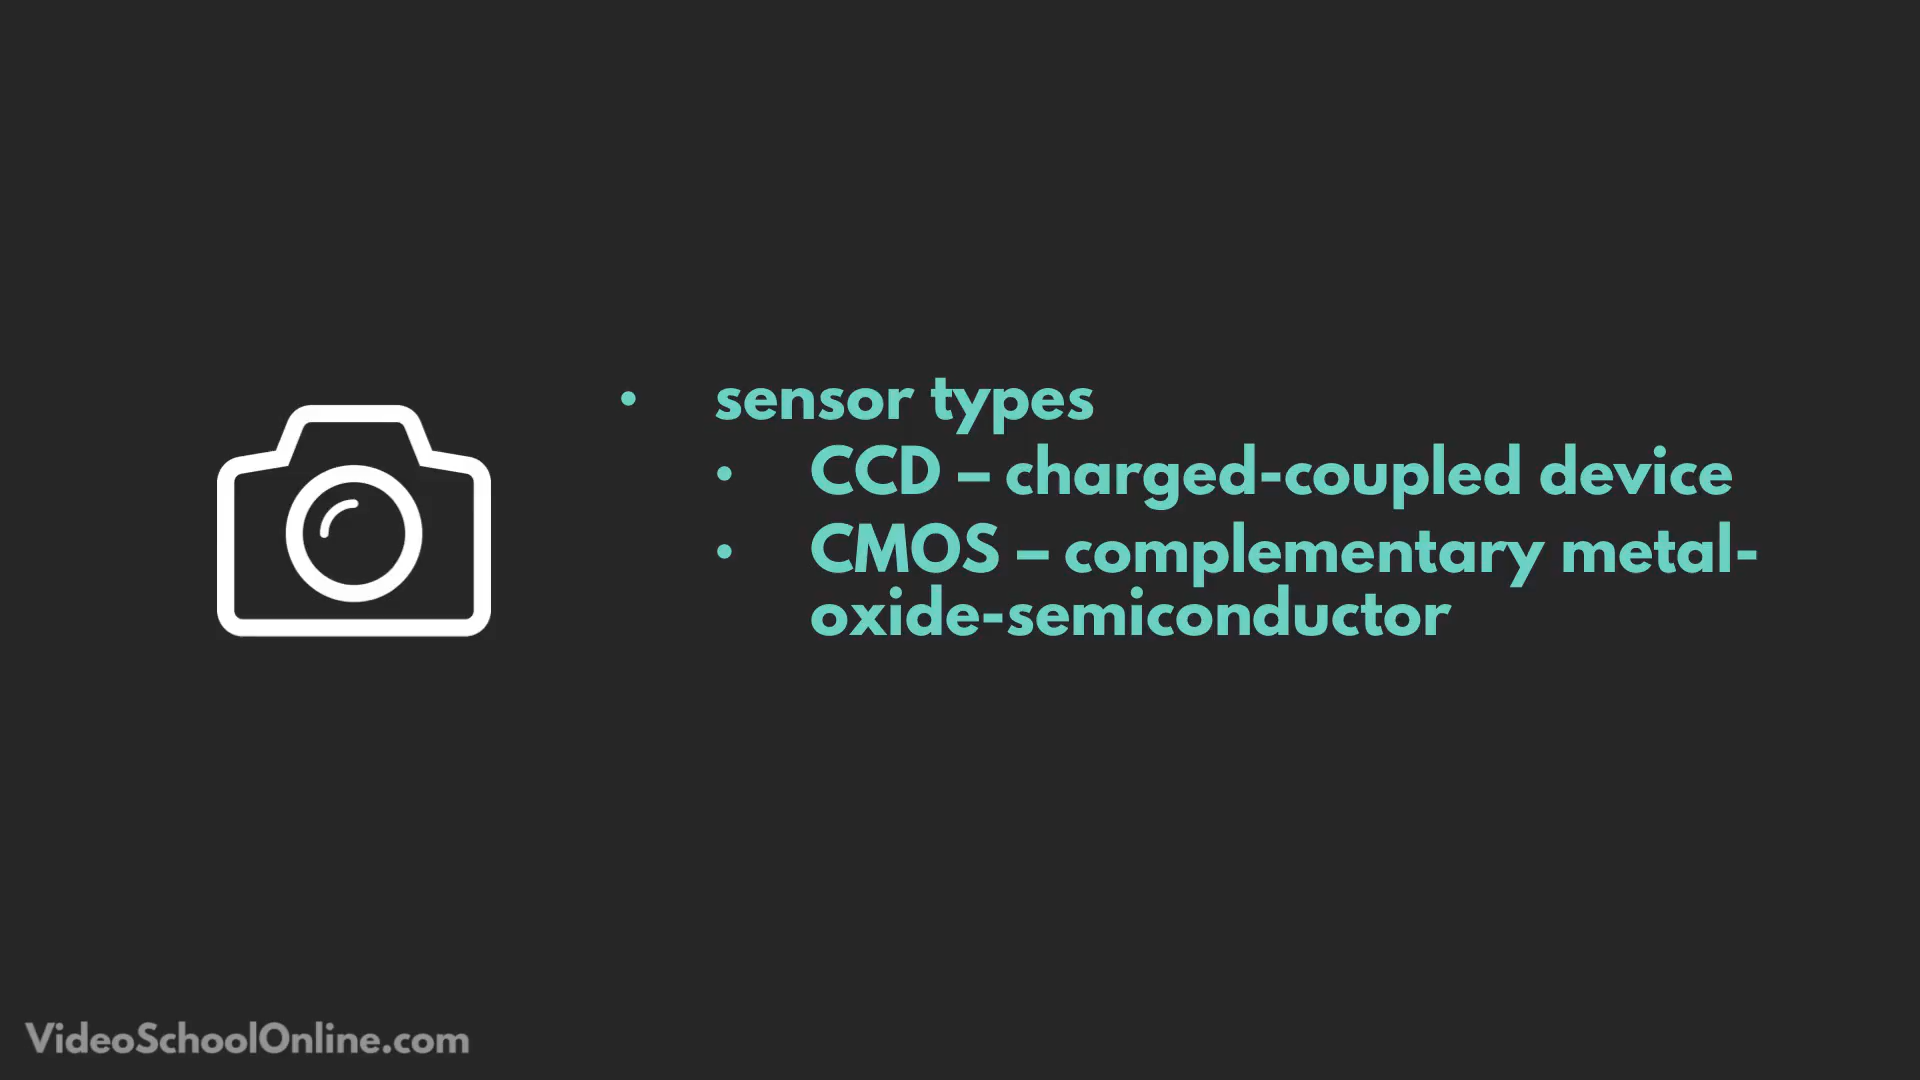 • sensor types
• CCD – charged-coupled device
• CMOS – complementary metal-
oxide-semiconductor
VideoSchoolOnline.com